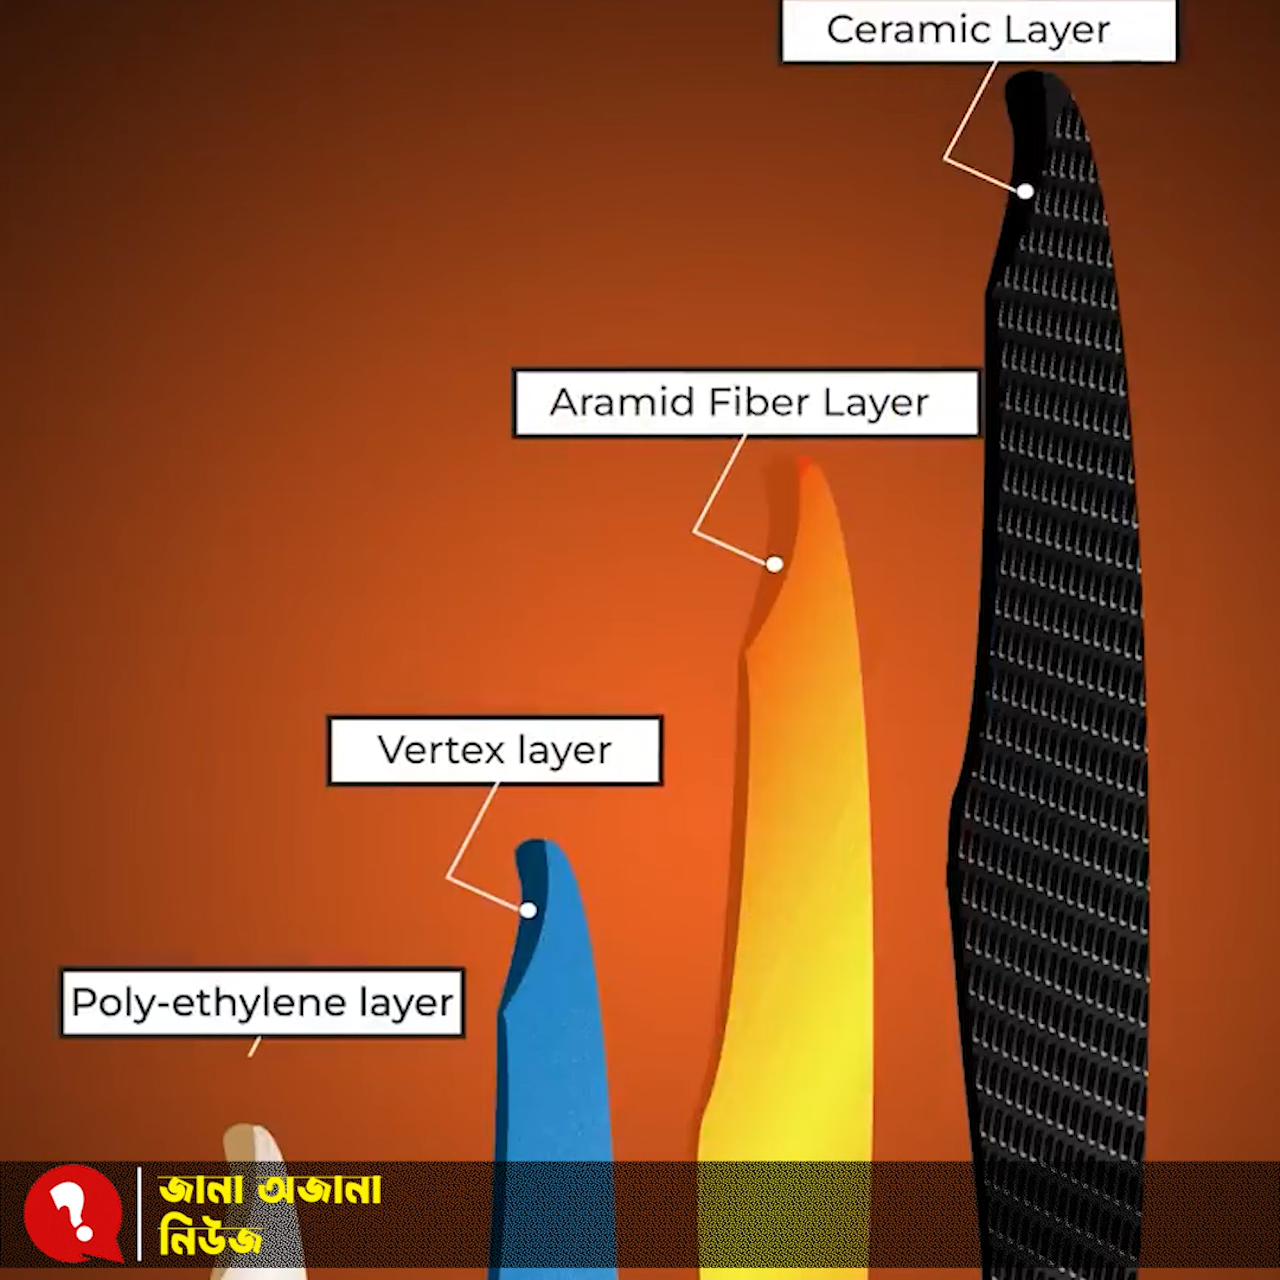 Ceramic Layer
Aramid Fiber Layer
Vertex layer
Poly-ethylene layer
জানা অজানা
নিউজ